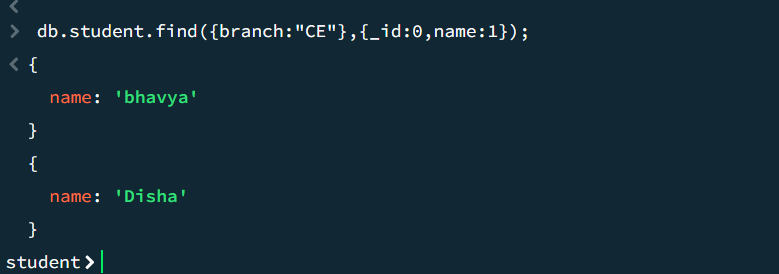 db.student.find({branch:"CE"},{_id:0,name:1});
{
name: 'bhavya'
}
{
name: 'Disha'
}
student>